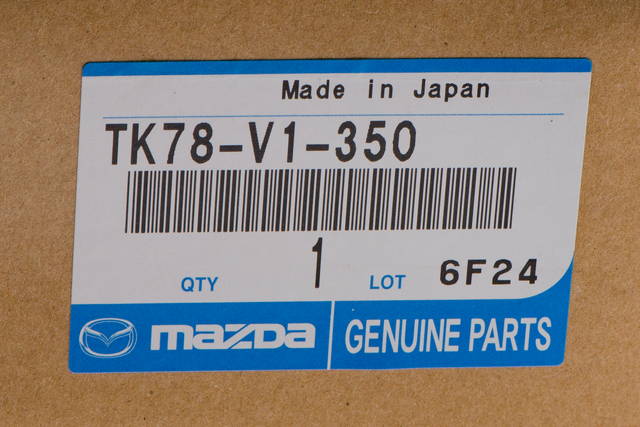 Made in Japan
TK78-V1-350
QTY 1 LOT 6F24
mazda GENUINE PARTS